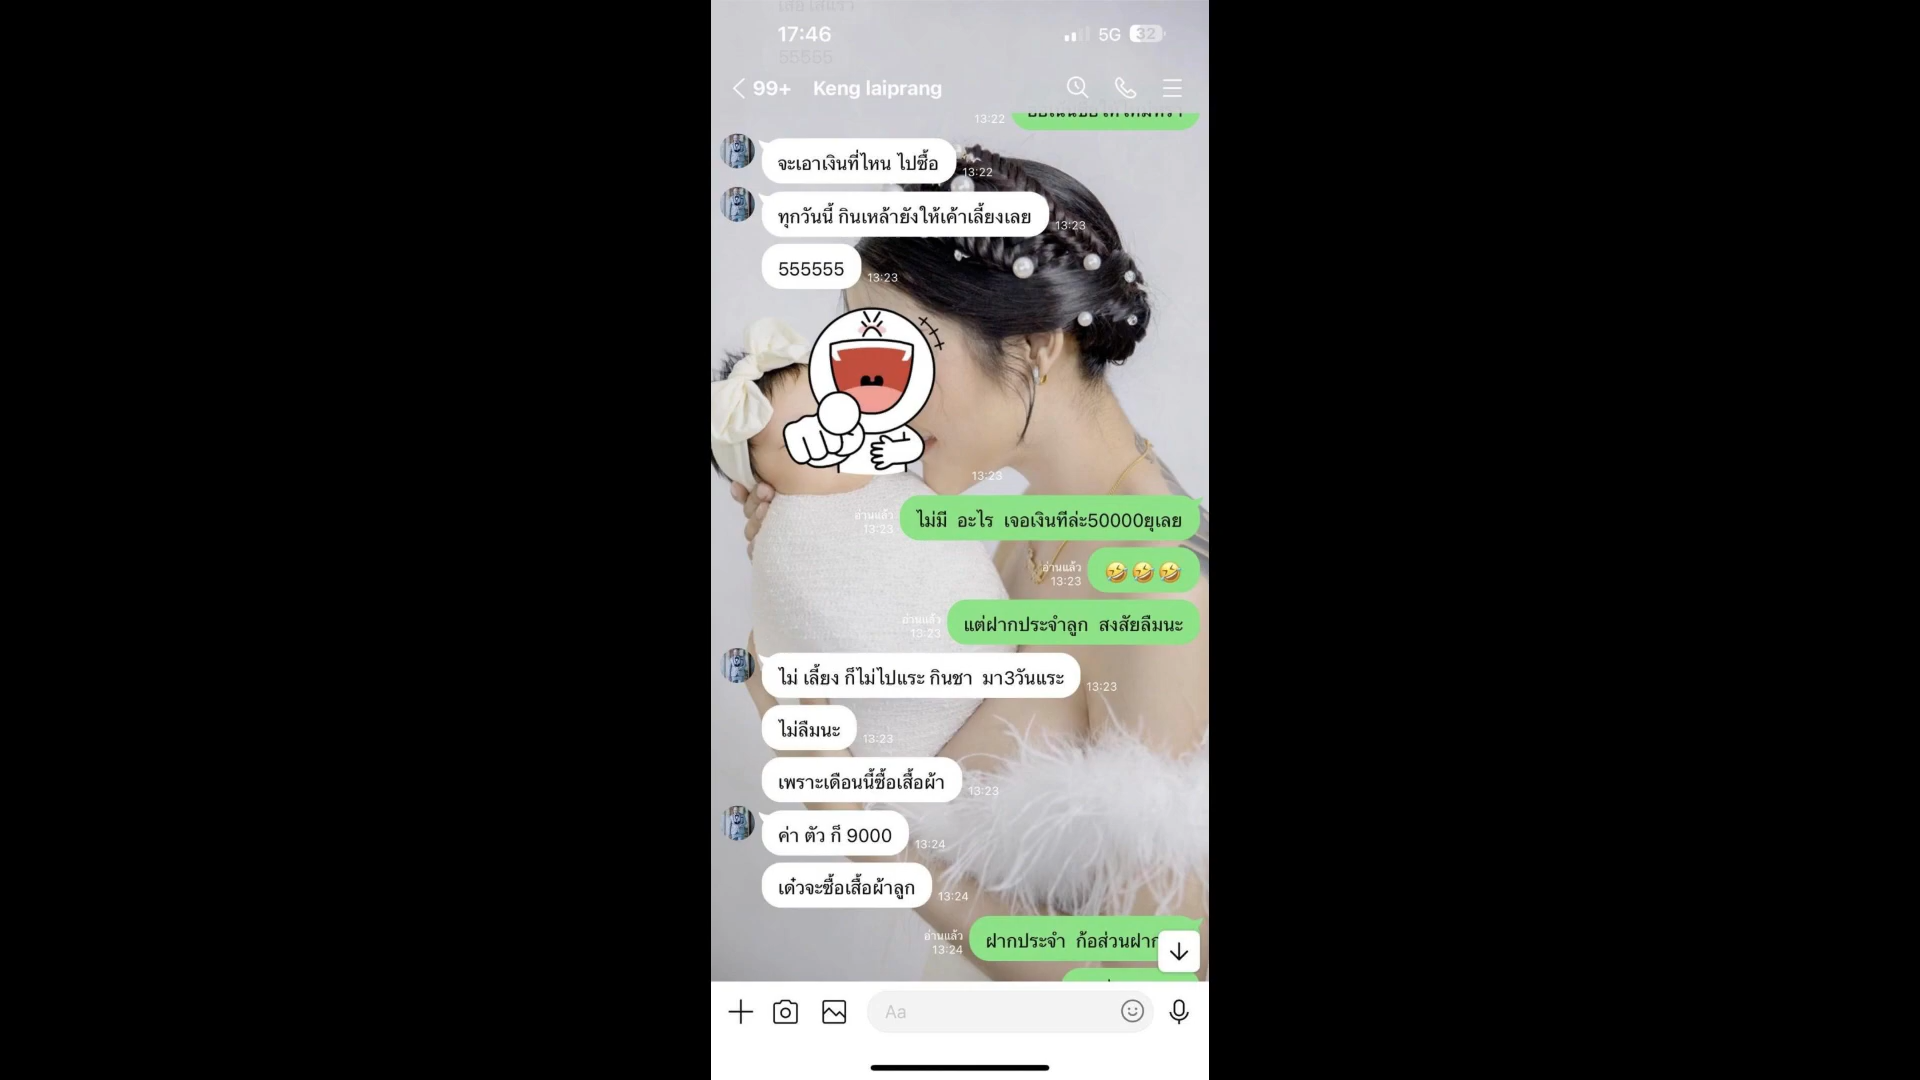 17:46
5G 32
55555
99+ Keng laiprang
13:22
จะเอาเงินที่ไหน ไปซื้อ
13:22
ทุกวันนี้ กินเหล้ายังให้เค้าเลี้ยงเลย
13:23
555555
13:23
13:23
ไม่มี อะไร เจอเงินทีล่ะ50000ยุเลย
อ่านแล้ว
13:23
🤣🤣🤣
อ่านแล้ว
13:23
แต่ฝากประจำลูก สงสัยลืมนะ
อ่านแล้ว
13:23
ไม่ เลี้ยง ก็ไม่ไปแระ กินชา มา3วันแระ
13:23
ไม่ลืมนะ
13:23
เพราะเดือนนี้ซื้อเสื้อผ้า
13:23
ค่า ตัว ก็ 9000
13:24
เด๋วจะซื้อเสื้อผ้าลูก
13:24
ฝากประจำ ก้อส่วนฝาก
อ่านแล้ว
13:24
Aa